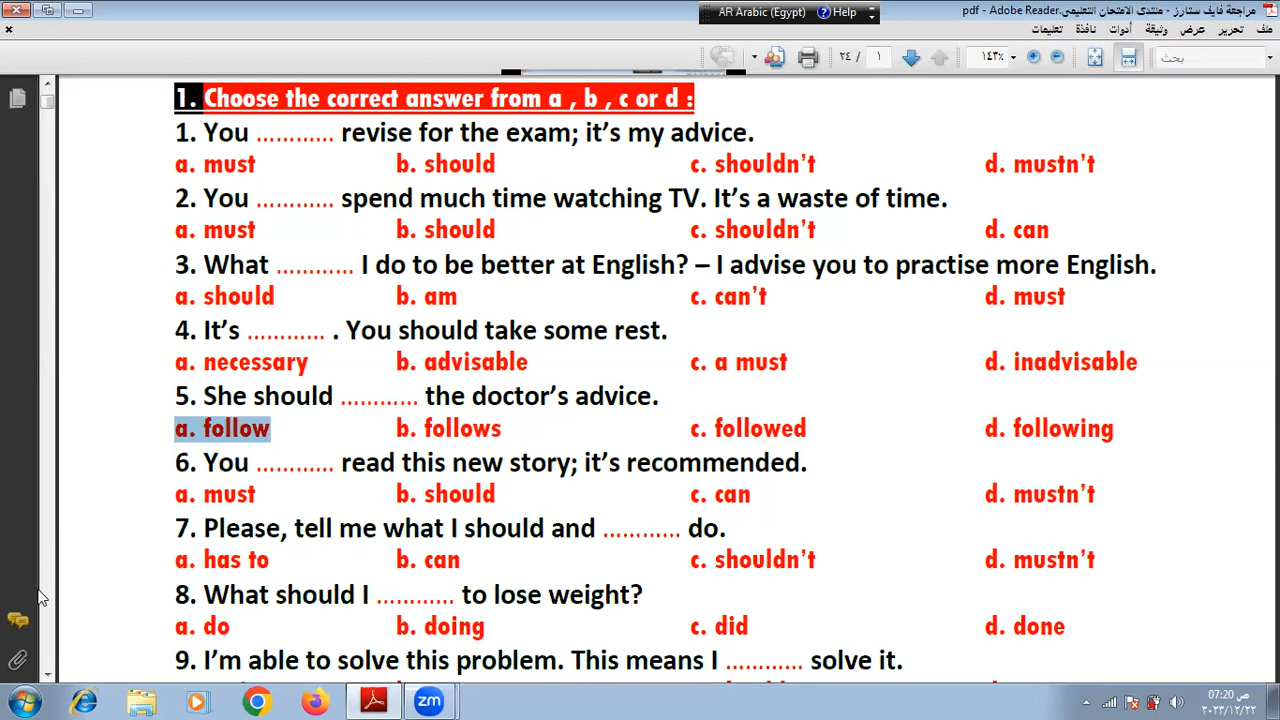 مراجعة فايف ستارز - منتدى الامتحان التعليمى.pdf - Adobe Reader
AR Arabic (Egypt) Help
ملف تحرير عرض وثيقة أدوات نافذة تعليمات
١ / ٢٤ ١٤٣٪ بحث
1. Choose the correct answer from a , b , c or d :
1. You ............ revise for the exam; it’s my advice.
a. must b. should c. shouldn’t d. mustn’t
2. You ............ spend much time watching TV. It’s a waste of time.
a. must b. should c. shouldn’t d. can
3. What ............ I do to be better at English? – I advise you to practise more English.
a. should b. am c. can’t d. must
4. It’s ............ . You should take some rest.
a. necessary b. advisable c. a must d. inadvisable
5. She should ............ the doctor’s advice.
a. follow b. follows c. followed d. following
6. You ............ read this new story; it’s recommended.
a. must b. should c. can d. mustn’t
7. Please, tell me what I should and ............ do.
a. has to b. can c. shouldn’t d. mustn’t
8. What should I ............ to lose weight?
a. do b. doing c. did d. done
9. I’m able to solve this problem. This means I ............ solve it.
zm
07:20 ص
٢٠٢٣/١٢/٢٢